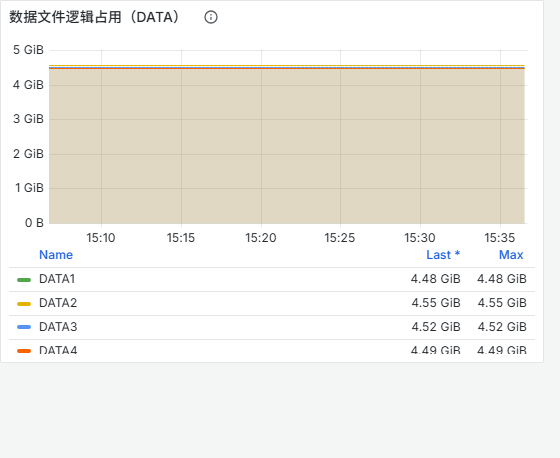 数据文件逻辑占用（DATA）
5 GiB
4 GiB
3 GiB
2 GiB
1 GiB
0 B
15:10 15:15 15:20 15:25 15:30 15:35
Name Last * Max
DATA1 4.48 GiB 4.48 GiB
DATA2 4.55 GiB 4.55 GiB
DATA3 4.52 GiB 4.52 GiB
DATA4 4.49 GiB 4.49 GiB